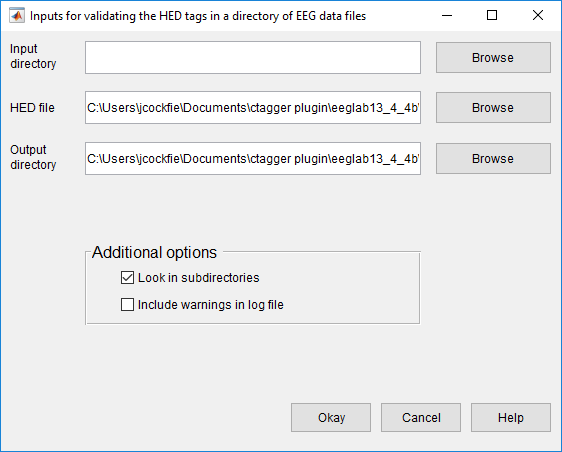 Inputs for validating the HED tags in a directory of EEG data files
Input
directory
Browse
HED file
C:\Users\jcockfie\Documents\ctagger plugin\eeglab13_4_4b\
Browse
Output
directory
C:\Users\jcockfie\Documents\ctagger plugin\eeglab13_4_4b\
Browse
Additional options
Look in subdirectories
Include warnings in log file
Okay
Cancel
Help